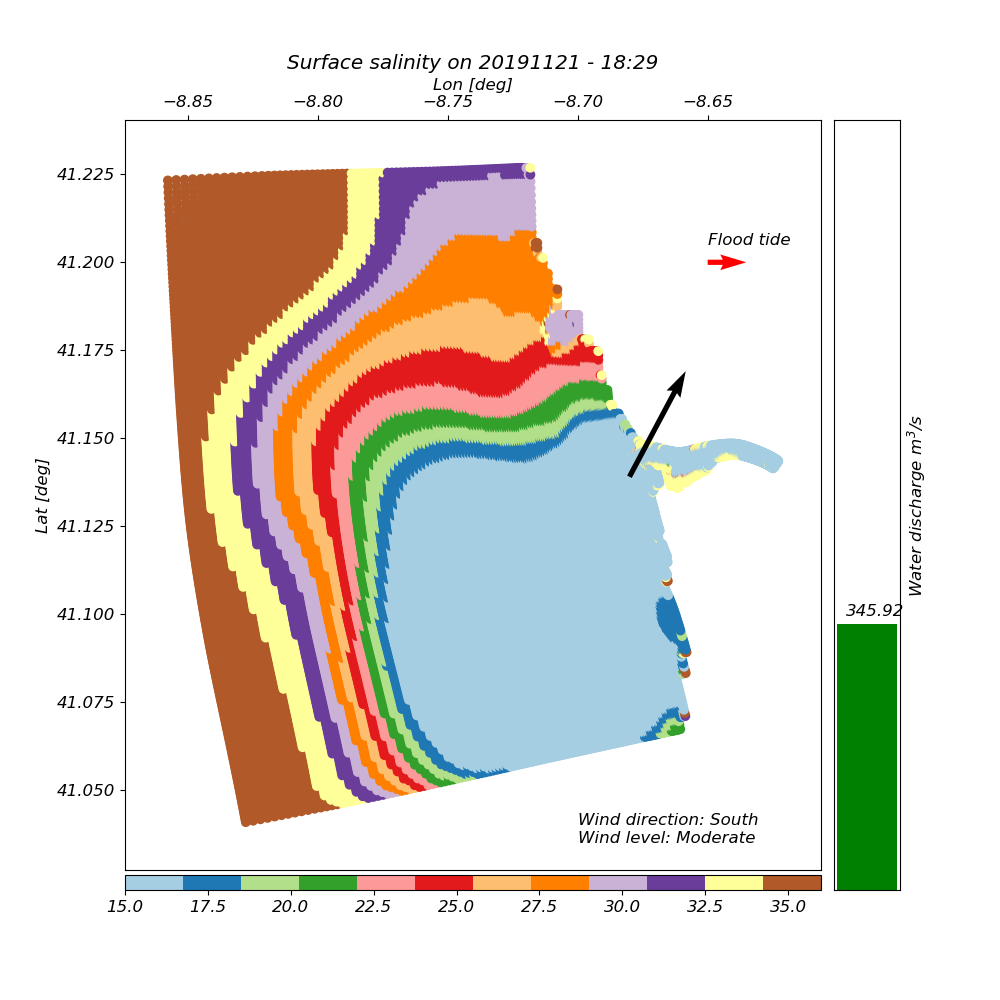 Surface salinity on 20191121 - 18:29
Lon [deg]
−8.85 −8.80 −8.75 −8.70 −8.65
41.225
41.200
41.175
41.150
41.125
41.100
41.075
41.050
Lat [deg]
Flood tide
Wind direction: South
Wind level: Moderate
15.0 17.5 20.0 22.5 25.0 27.5 30.0 32.5 35.0
345.92
Water discharge m³/s